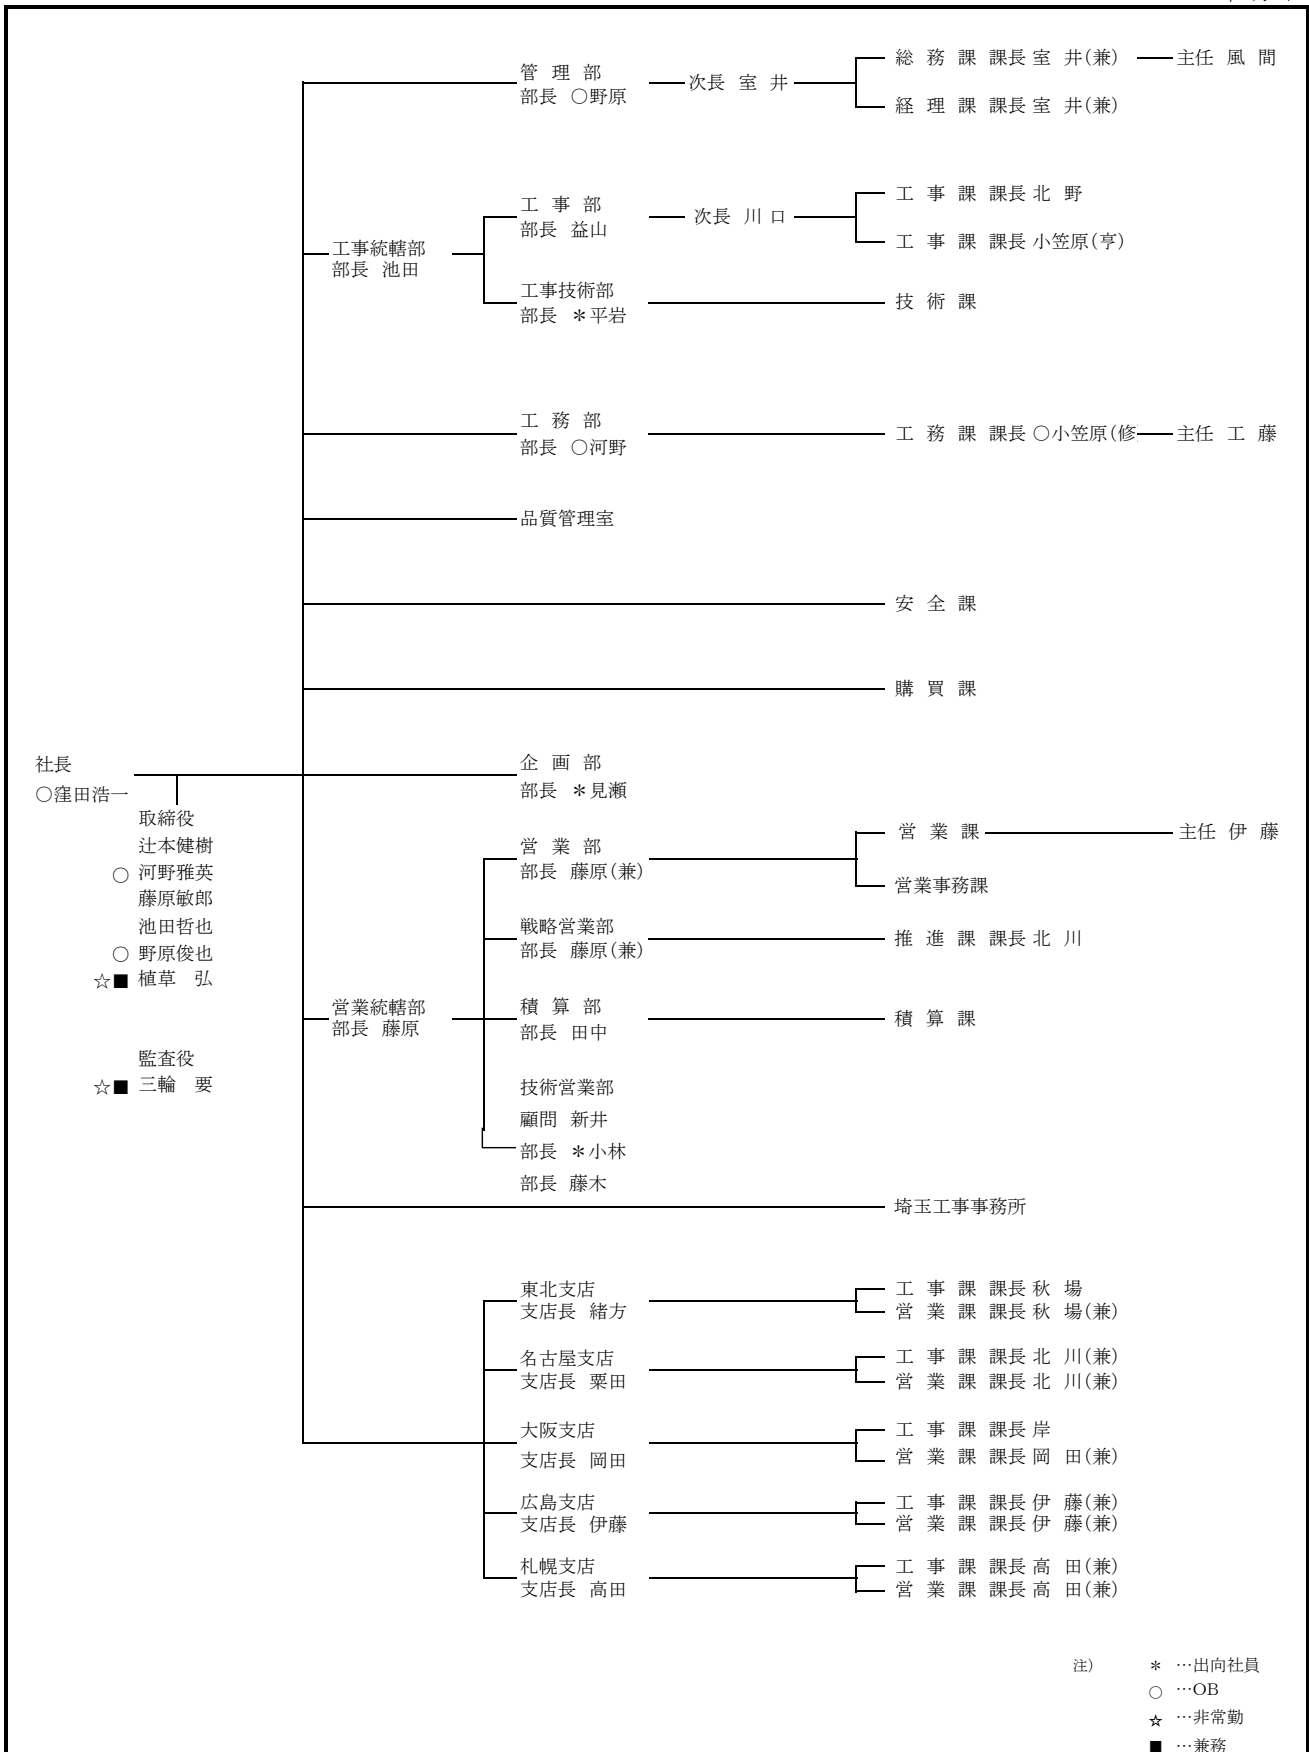 管 理 部
部長 ○野原
次長 室 井
総 務 課 課長 室 井(兼)
主任 風 間
経 理 課 課長 室 井(兼)
工事統轄部
部長 池田
工 事 部
部長 益山
次長 川 口
工 事 課 課長 北 野
工 事 課 課長 小笠原(亨)
工事技術部
部長 *平岩
技 術 課
工 務 部
部長 ○河野
工 務 課 課長 ○小笠原(修
主任 工 藤
品質管理室
安 全 課
購 買 課
社長
○窪田浩一
取締役
辻本健樹
○ 河野雅英
藤原敏郎
池田哲也
○ 野原俊也
☆■ 植草 弘
監査役
☆■ 三輪 要
企 画 部
部長 *見瀬
営業統轄部
部長 藤原
営 業 部
部長 藤原(兼)
営 業 課
主任 伊 藤
営業事務課
戦略営業部
部長 藤原(兼)
推 進 課 課長 北 川
積 算 部
部長 田中
積 算 課
技術営業部
顧問 新井
部長 *小林
部長 藤木
埼玉工事事務所
東北支店
支店長 緒方
工 事 課 課長 秋 場
営 業 課 課長 秋 場(兼)
名古屋支店
支店長 栗田
工 事 課 課長 北 川(兼)
営 業 課 課長 北 川(兼)
大阪支店
支店長 岡田
工 事 課 課長 岸
営 業 課 課長 岡 田(兼)
広島支店
支店長 伊藤
工 事 課 課長 伊 藤(兼)
営 業 課 課長 伊 藤(兼)
札幌支店
支店長 高田
工 事 課 課長 高 田(兼)
営 業 課 課長 高 田(兼)
注) * …出向社員
○ …OB
☆ …非常勤
■ …兼務